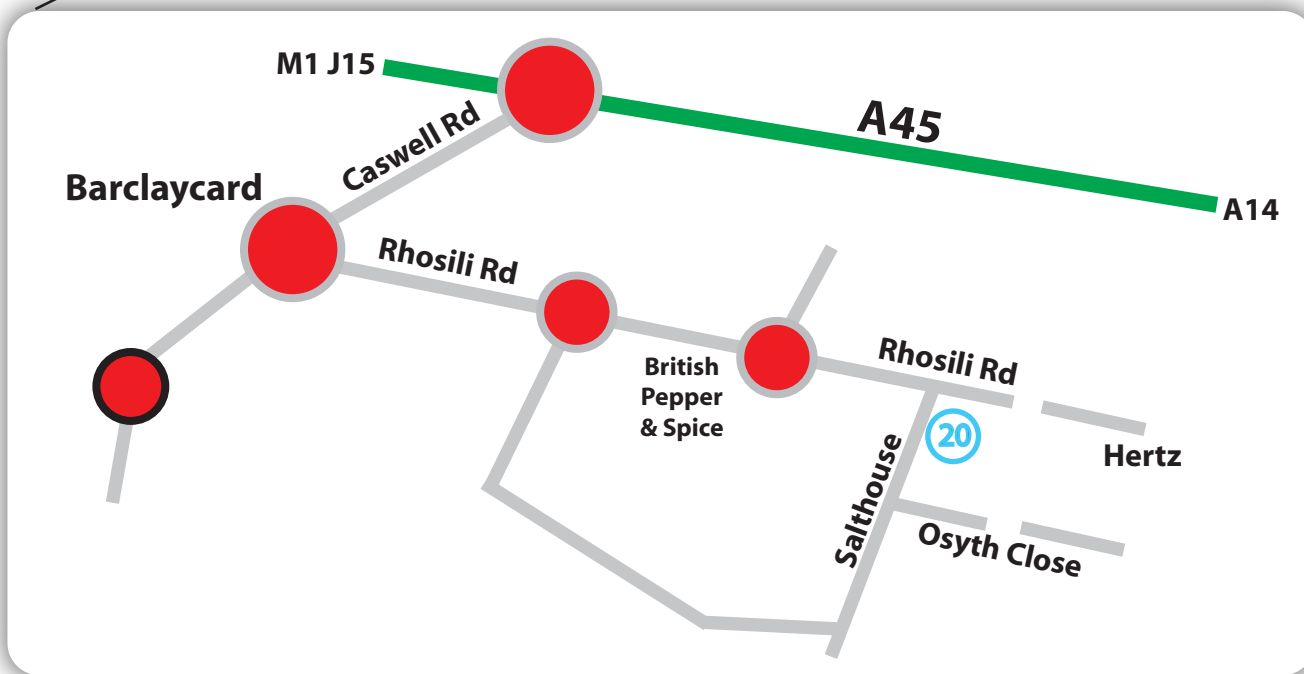 M1 J15
A45
Caswell Rd
Barclaycard
A14
Rhosili Rd
British
Pepper
& Spice
Rhosili Rd
20
Hertz
Salthouse
Osyth Close